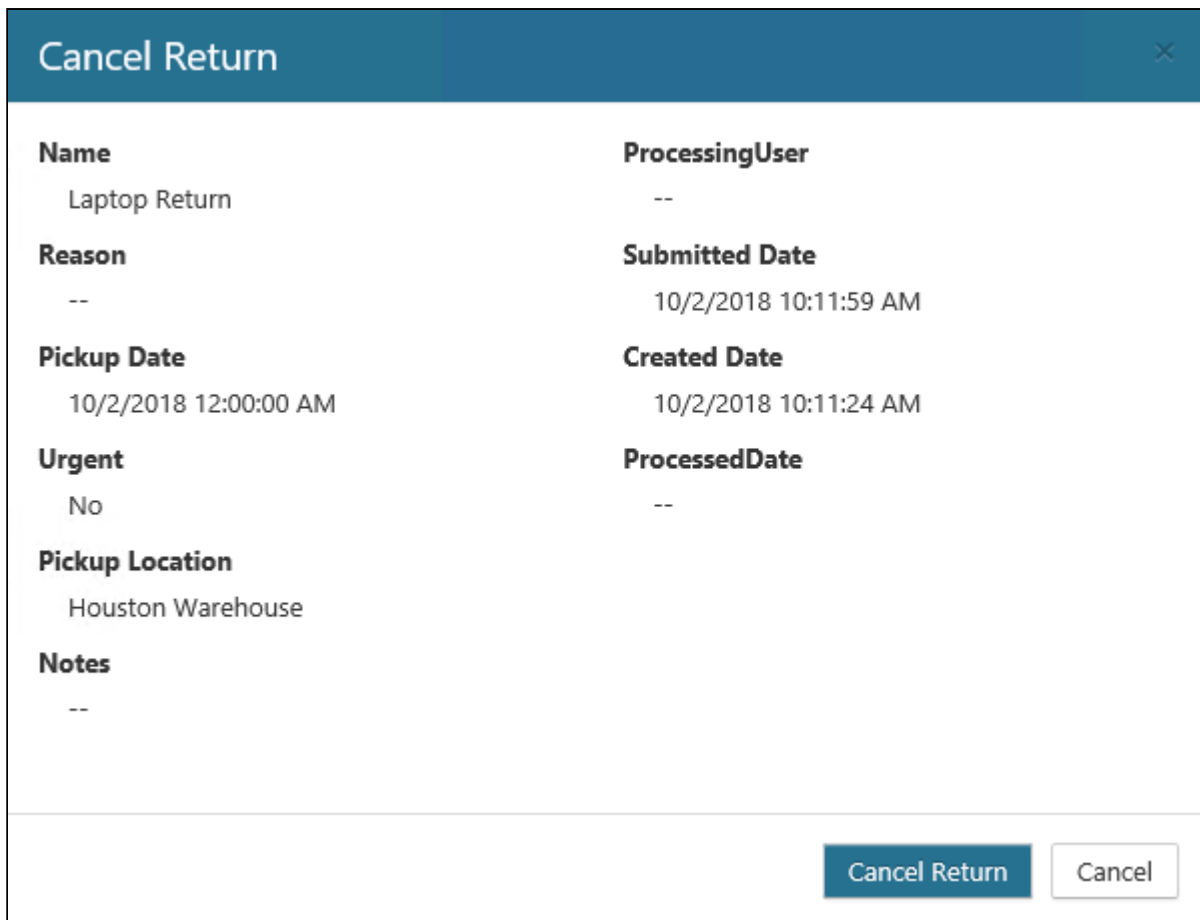 Cancel Return
×
Name
Laptop Return
Reason
--
Pickup Date
10/2/2018 12:00:00 AM
Urgent
No
Pickup Location
Houston Warehouse
Notes
--
ProcessingUser
--
Submitted Date
10/2/2018 10:11:59 AM
Created Date
10/2/2018 10:11:24 AM
ProcessedDate
--
Cancel Return
Cancel